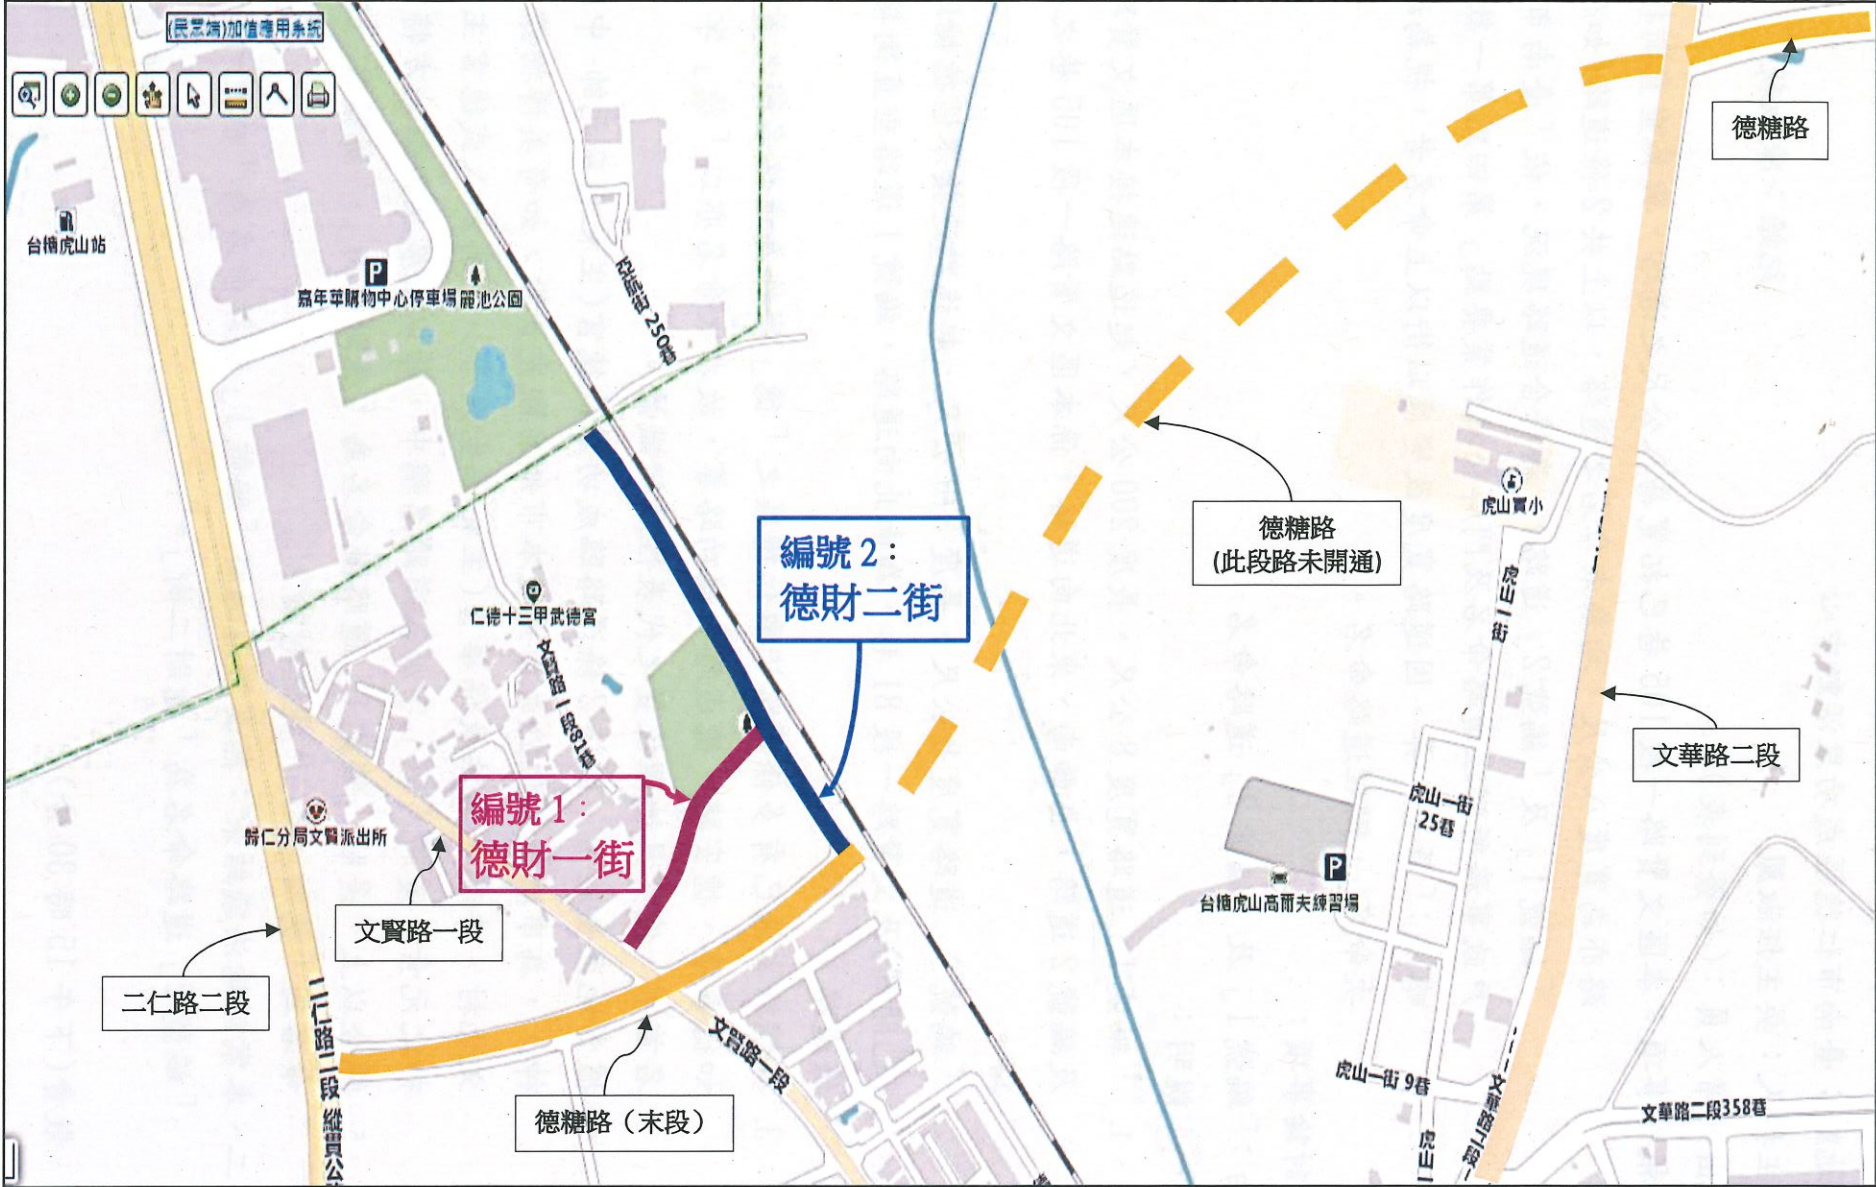 (民眾端)加值應用系統
德糖路
台糖虎山站
P
嘉年華購物中心停車場
麗池公園
亞航街 250巷
虎山實小
德糖路
(此段路未開通)
編號 2：
德財二街
仁德十三甲武德宮
文賢路一段81巷
虎山一街
文華路二段
編號 1：
德財一街
虎山一街
25巷
歸仁分局文賢派出所
P
台糖虎山高爾夫練習場
文賢路一段
二仁路二段
二仁路二段 縱貫公
文賢路一段
德糖路（末段）
虎山一街 9巷
文華路二段
文華路二段358巷
虎山一